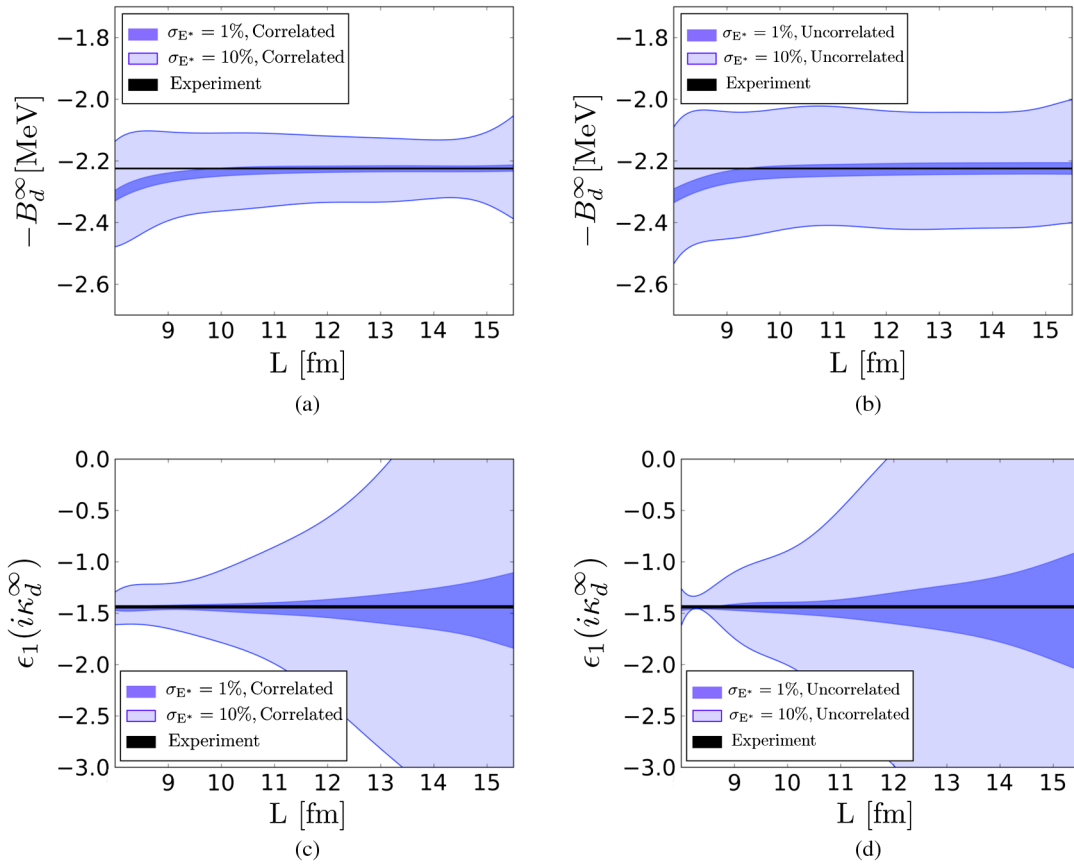 −1.8
−2.0
−2.2
−2.4
−2.6
−B_d^∞[MeV]
σ_E* = 1%, Correlated
σ_E* = 10%, Correlated
Experiment
9 10 11 12 13 14 15
L [fm]
(a)
−1.8
−2.0
−2.2
−2.4
−2.6
−B_d^∞[MeV]
σ_E* = 1%, Uncorrelated
σ_E* = 10%, Uncorrelated
Experiment
9 10 11 12 13 14 15
L [fm]
(b)
0.0
−0.5
−1.0
−1.5
−2.0
−2.5
−3.0
ϵ_1(iκ_d^∞)
σ_E* = 1%, Correlated
σ_E* = 10%, Correlated
Experiment
9 10 11 12 13 14 15
L [fm]
(c)
0.0
−0.5
−1.0
−1.5
−2.0
−2.5
−3.0
ϵ_1(iκ_d^∞)
σ_E* = 1%, Uncorrelated
σ_E* = 10%, Uncorrelated
Experiment
9 10 11 12 13 14 15
L [fm]
(d)